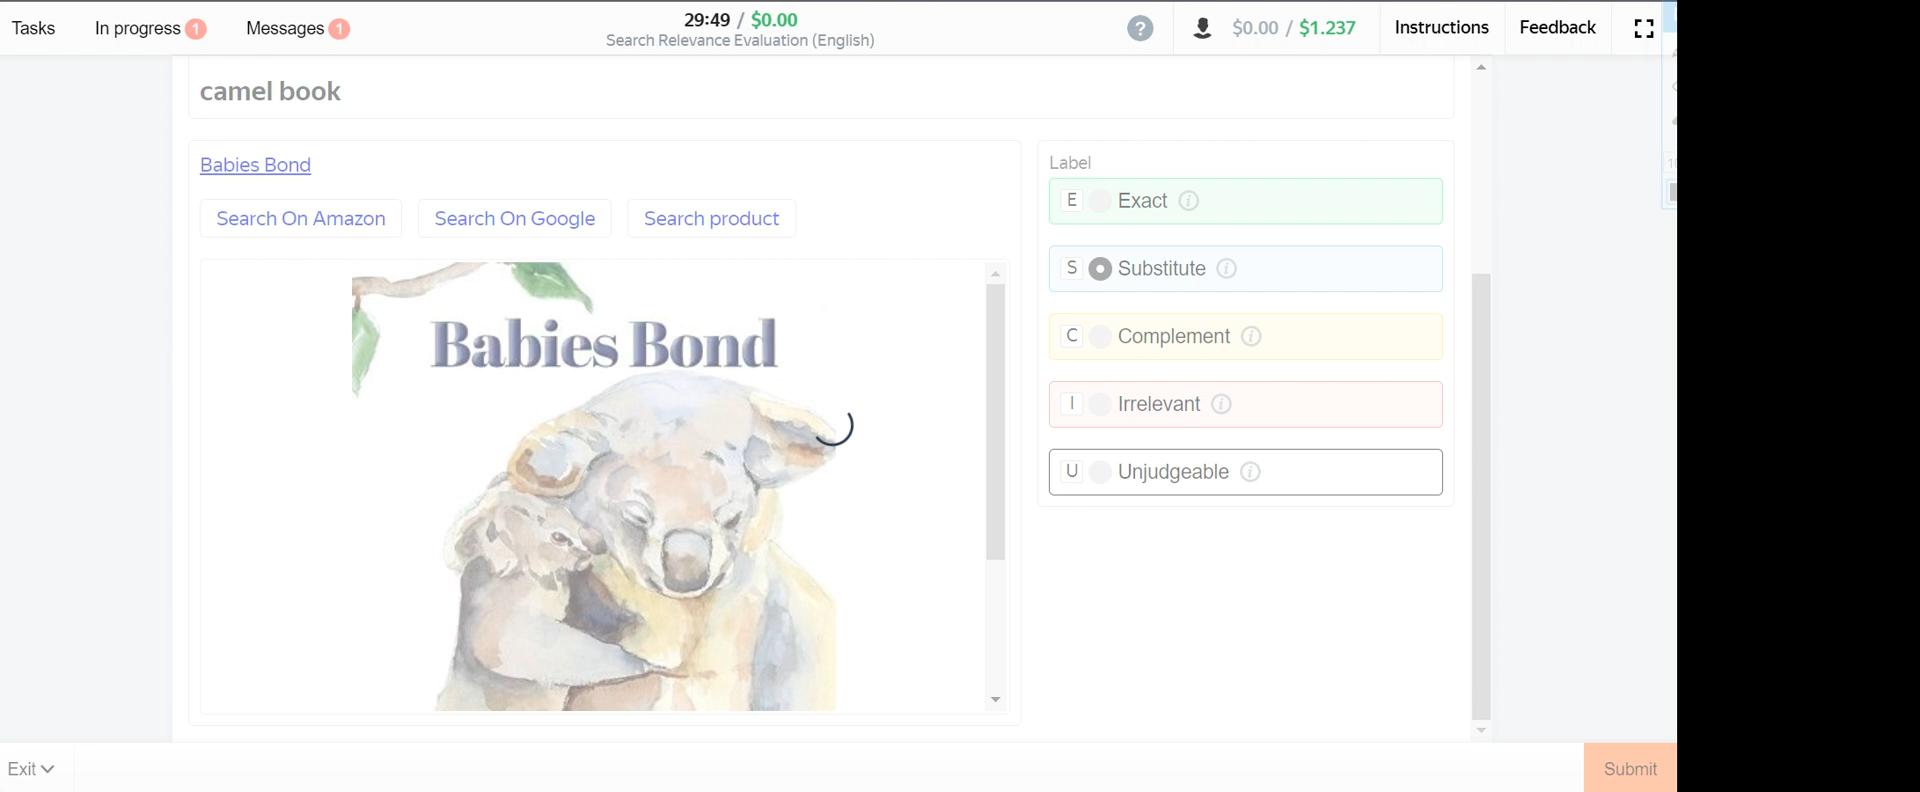 Tasks
In progress 1
Messages 1
29:49 / $0.00
Search Relevance Evaluation (English)
?
$0.00 / $1.237
Instructions
Feedback
camel book
Babies Bond
Search On Amazon
Search On Google
Search product
Babies Bond
Label
E Exact i
S Substitute i
C Complement i
I Irrelevant i
U Unjudgeable i
Exit
Submit